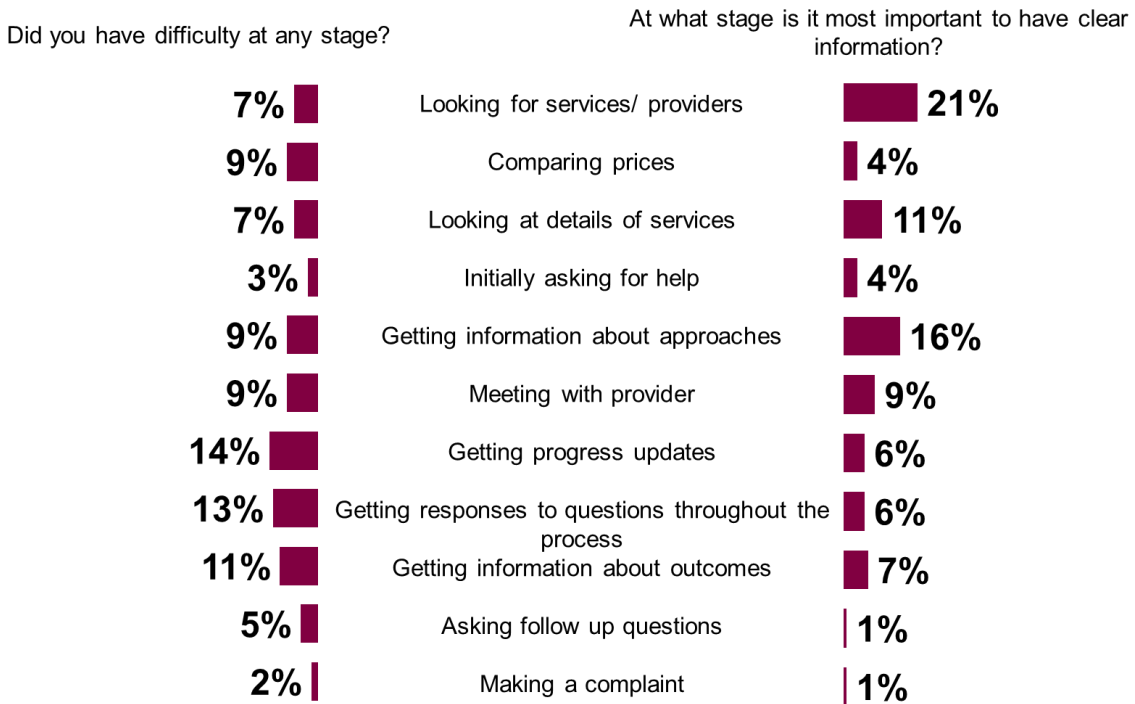 Did you have difficulty at any stage?
At what stage is it most important to have clear
information?
7% Looking for services/ providers 21%
9% Comparing prices 4%
7% Looking at details of services 11%
3% Initially asking for help 4%
9% Getting information about approaches 16%
9% Meeting with provider 9%
14% Getting progress updates 6%
13% Getting responses to questions throughout the 6%
process
11% Getting information about outcomes 7%
5% Asking follow up questions 1%
2% Making a complaint 1%